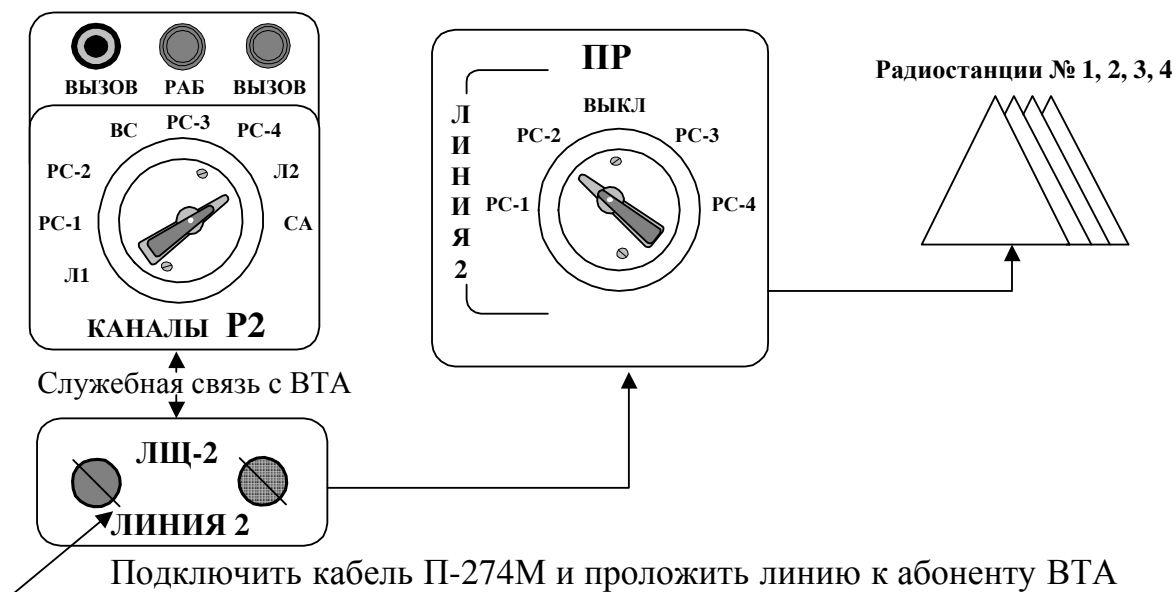 ВЫЗОВ РАБ ВЫЗОВ
ВС РС-3 РС-4
РС-2 Л2
РС-1 СА
Л1
КАНАЛЫ Р2
Служебная связь с ВТА
ЛЩ-2
ЛИНИЯ 2
ПР
ЛИНИЯ 2
ВЫКЛ
РС-2 РС-3
РС-1 РС-4
Радиостанции № 1, 2, 3, 4
Подключить кабель П-274М и проложить линию к абоненту ВТА